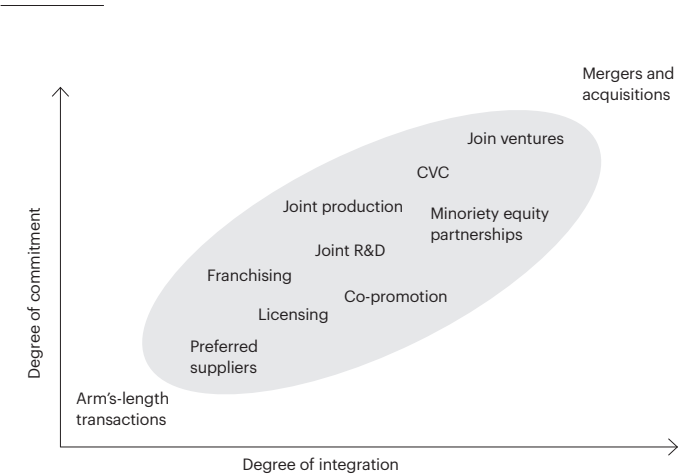 Mergers and
acquisitions
Join ventures
CVC
Joint production
Minoriety equity
partnerships
Joint R&D
Franchising
Co-promotion
Licensing
Preferred
suppliers
Arm's-length
transactions
Degree of commitment
Degree of integration